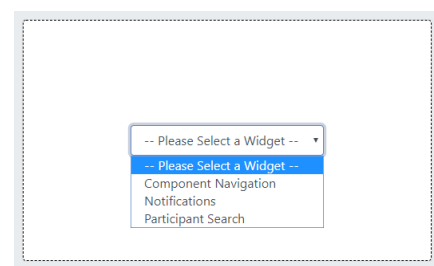 -- Please Select a Widget --
-- Please Select a Widget --
Component Navigation
Notifications
Participant Search